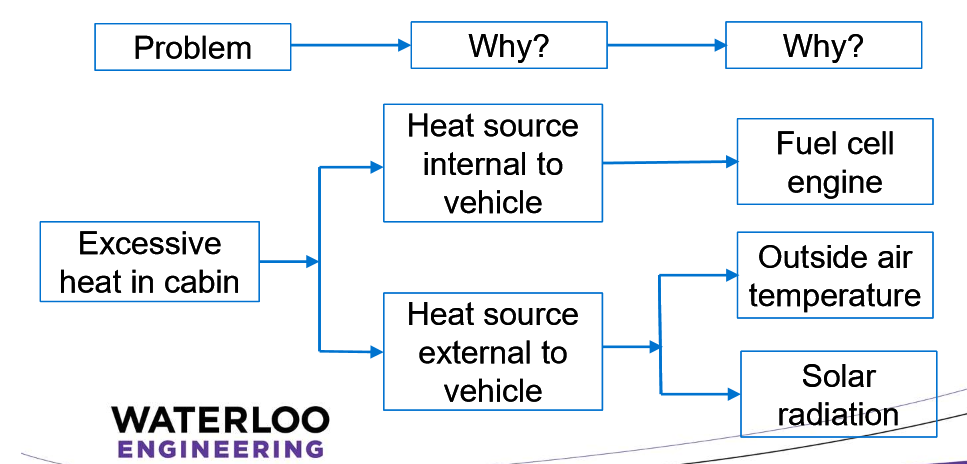 Problem
Why?
Why?
Excessive
heat in cabin
Heat source
internal to
vehicle
Fuel cell
engine
Heat source
external to
vehicle
Outside air
temperature
Solar
radiation
WATERLOO
ENGINEERING